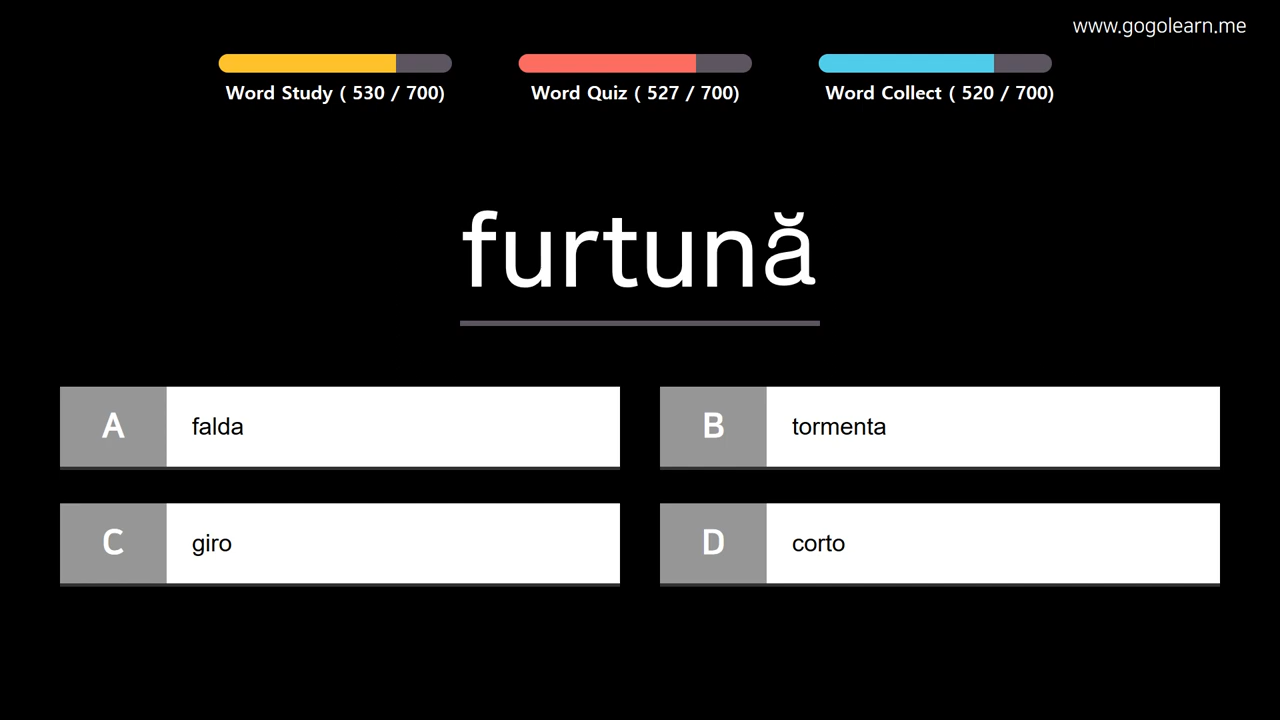 www.gogolearn.me
Word Study ( 530 / 700)
Word Quiz ( 527 / 700)
Word Collect ( 520 / 700)
furtună
A falda
B tormenta
C giro
D corto